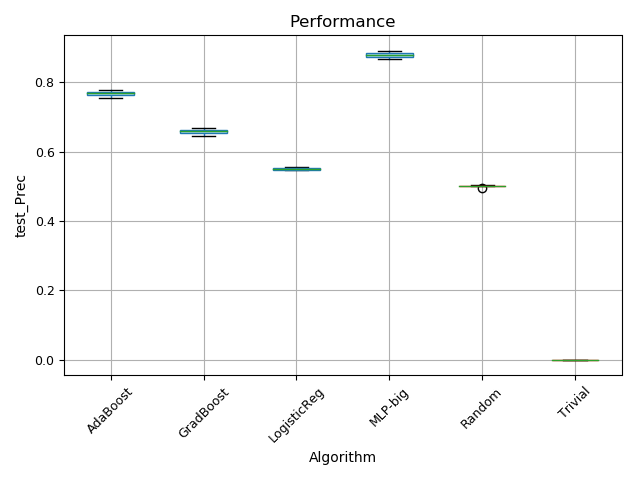 Performance
test_Prec
0.8
0.6
0.4
0.2
0.0
AdaBoost
GradBoost
LogisticReg
MLP-big
Random
Trivial
Algorithm